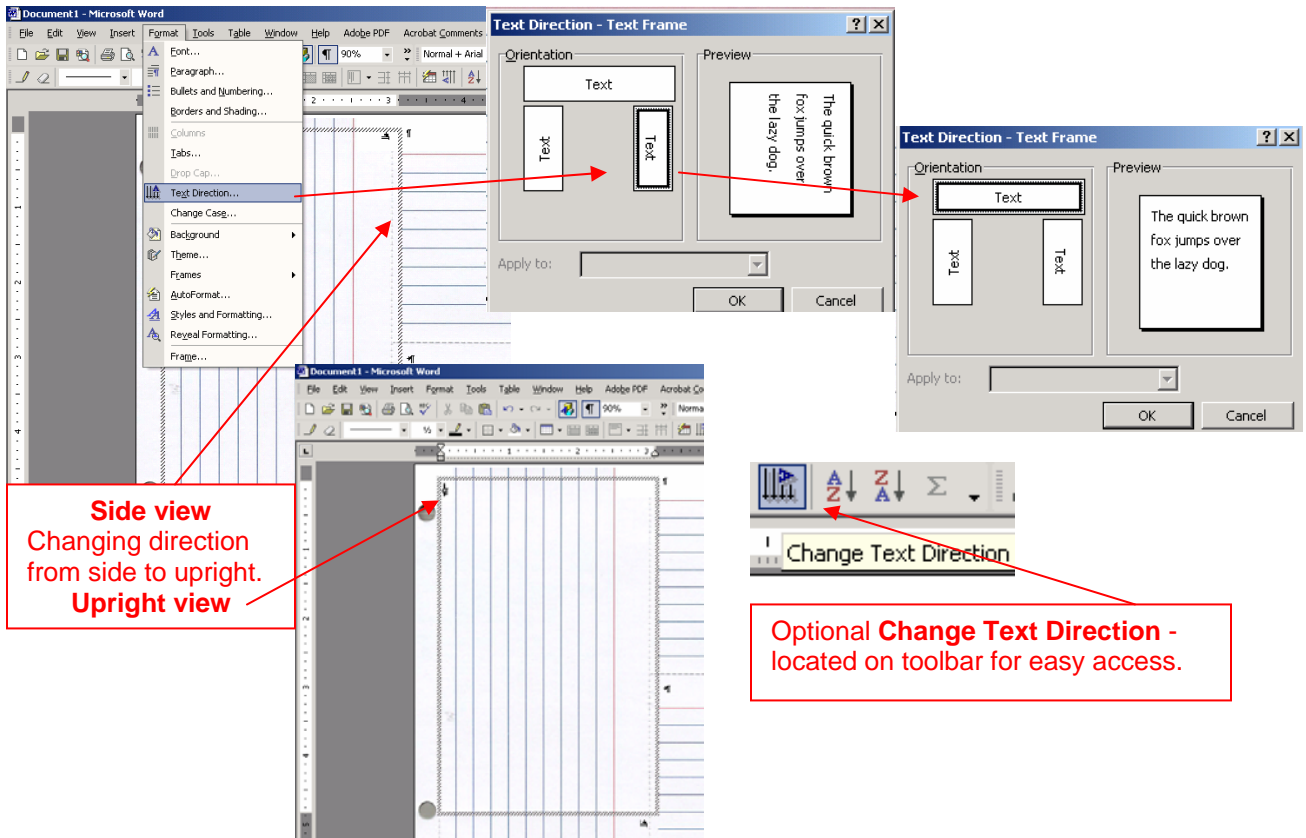 Document1 - Microsoft Word
File Edit View Insert Format Tools Table Window Help Adobe PDF Acrobat Comments
90% Normal + Arial
Font...
Paragraph...
Bullets and Numbering...
Borders and Shading...
Columns
Tabs...
Drop Cap...
Text Direction...
Change Case...
Background
Theme...
Frames
AutoFormat...
Styles and Formatting...
Reveal Formatting...
Frame...
Text Direction - Text Frame
Orientation
Text
Text
Text
Preview
The quick brown
fox jumps over
the lazy dog.
Apply to:
OK Cancel
Text Direction - Text Frame
Orientation
Text
Text
Text
Preview
The quick brown
fox jumps over
the lazy dog.
Apply to:
OK Cancel
Document1 - Microsoft Word
File Edit View Insert Format Tools Table Window Help Adobe PDF Acrobat Co
90% Norma
½
Side view
Changing direction
from side to upright.
Upright view
Change Text Direction
Optional Change Text Direction -
located on toolbar for easy access.